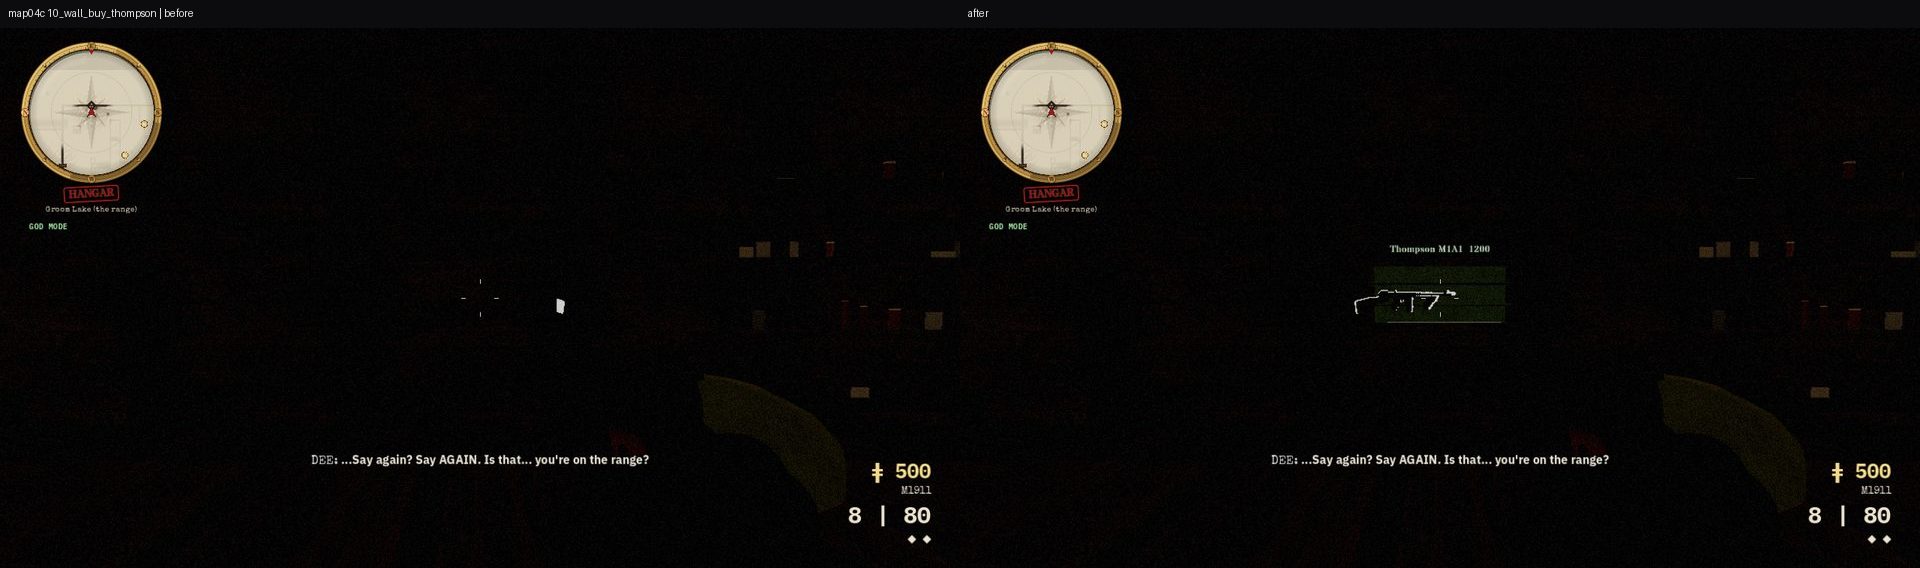 map04c 10_wall_buy_thompson | before
HANGAR
Groom Lake (the range)
GOD MODE
DEE: ...Say again? Say AGAIN. Is that... you're on the range?
500
M1911
8 | 80
after
HANGAR
Groom Lake (the range)
GOD MODE
Thompson M1A1 1200
DEE: ...Say again? Say AGAIN. Is that... you're on the range?
500
M1911
8 | 80